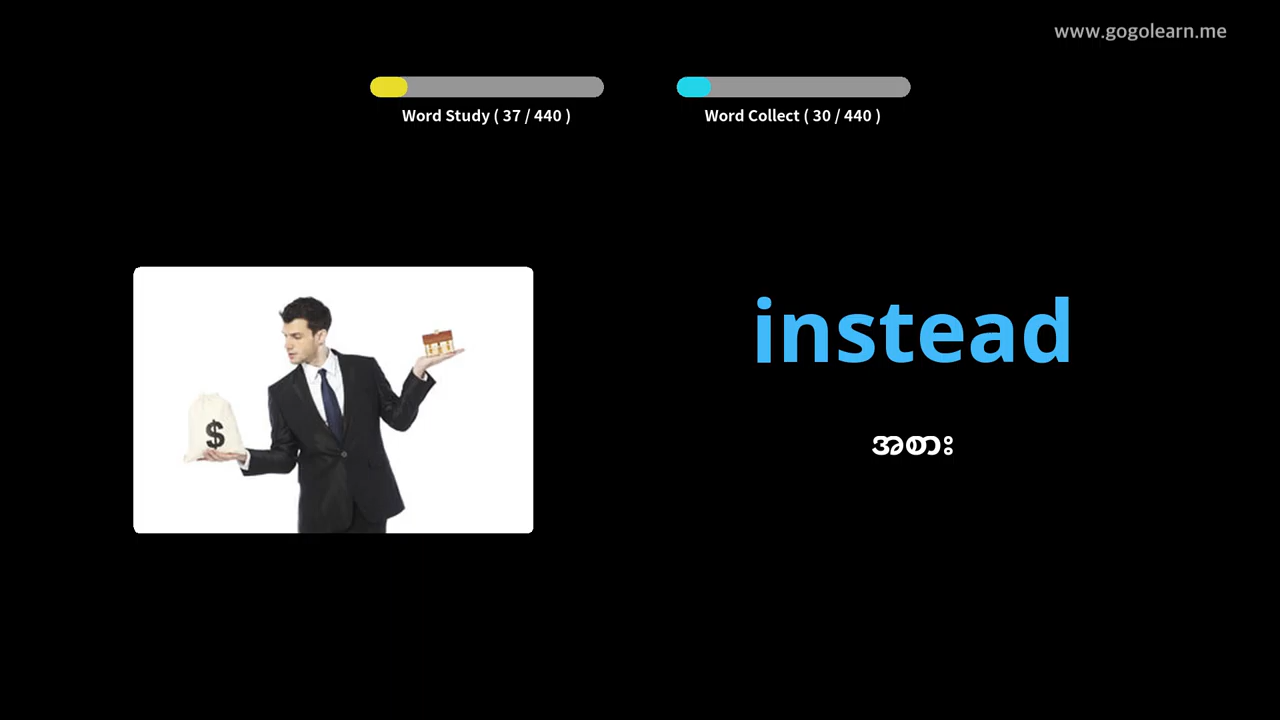 www.gogolearn.me
Word Study ( 37 / 440 )
Word Collect ( 30 / 440 )
instead
အစား
$